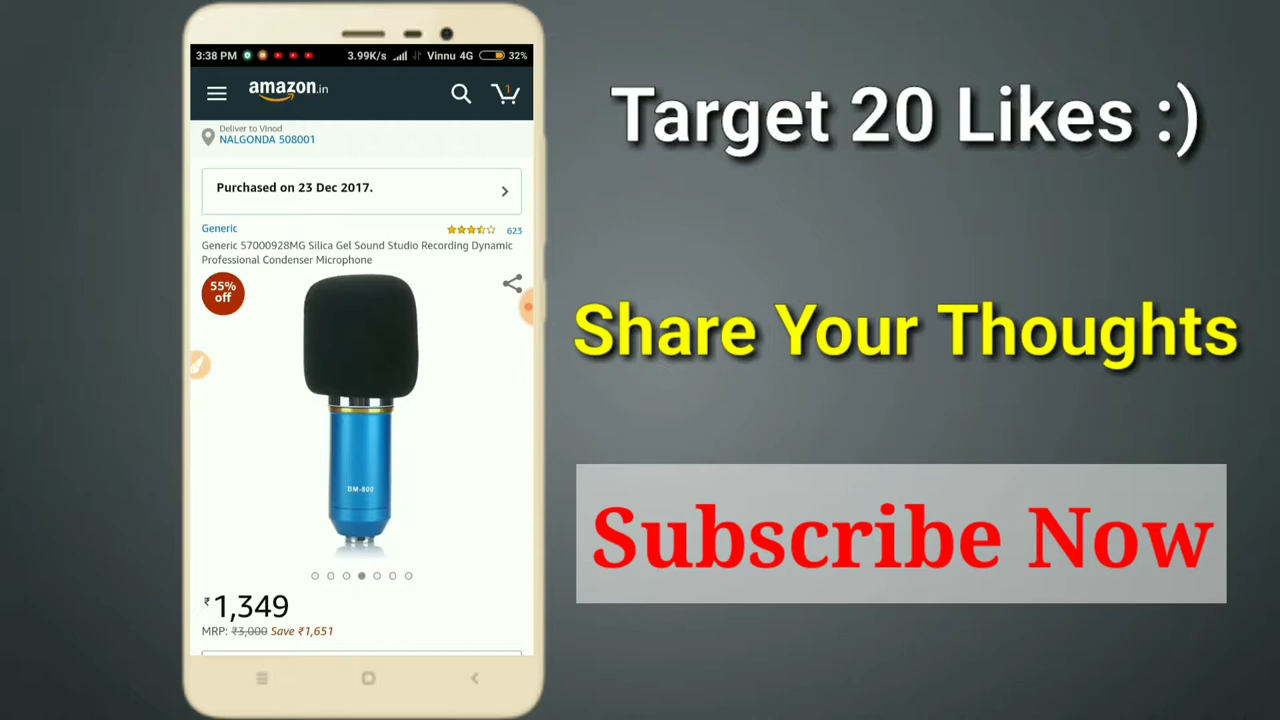 3:38 PM 3.99K/s Vinnu 4G 32%
amazon.in 1
Deliver to Vinod
NALGONDA 508001
Purchased on 23 Dec 2017.
Generic 623
Generic 57000928MG Silica Gel Sound Studio Recording Dynamic
Professional Condenser Microphone
55%
off
BM-800
₹1,349
MRP: ₹3,000 Save ₹1,651
Target 20 Likes :)
Share Your Thoughts
Subscribe Now